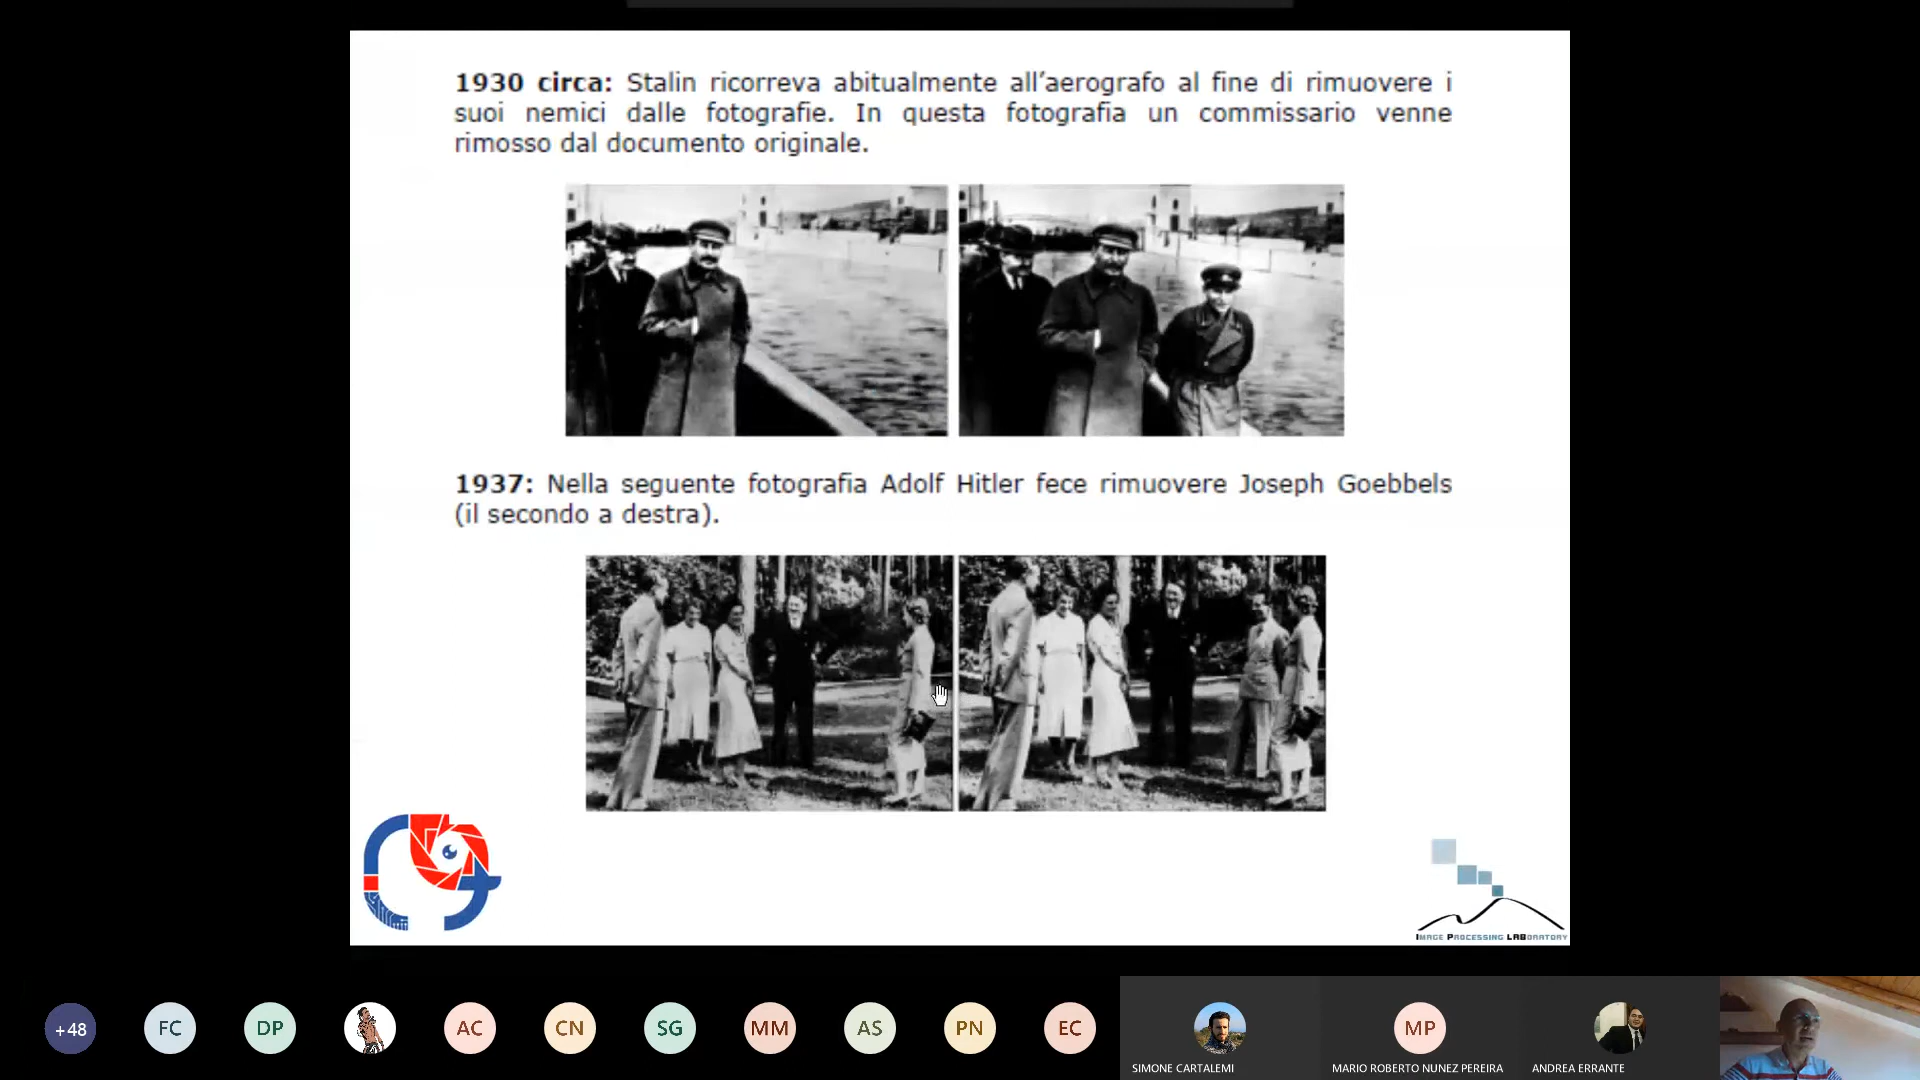 1930 circa: Stalin ricorreva abitualmente all’aerografo al fine di rimuovere i
suoi nemici dalle fotografie. In questa fotografia un commissario venne
rimosso dal documento originale.
1937: Nella seguente fotografia Adolf Hitler fece rimuovere Joseph Goebbels
(il secondo a destra).
IMAGE PROCESSING LABORATORY
+48
FC
DP
AC
CN
SG
MM
AS
PN
EC
MP
SIMONE CARTALEMI
MARIO ROBERTO NUNEZ PEREIRA
ANDREA ERRANTE